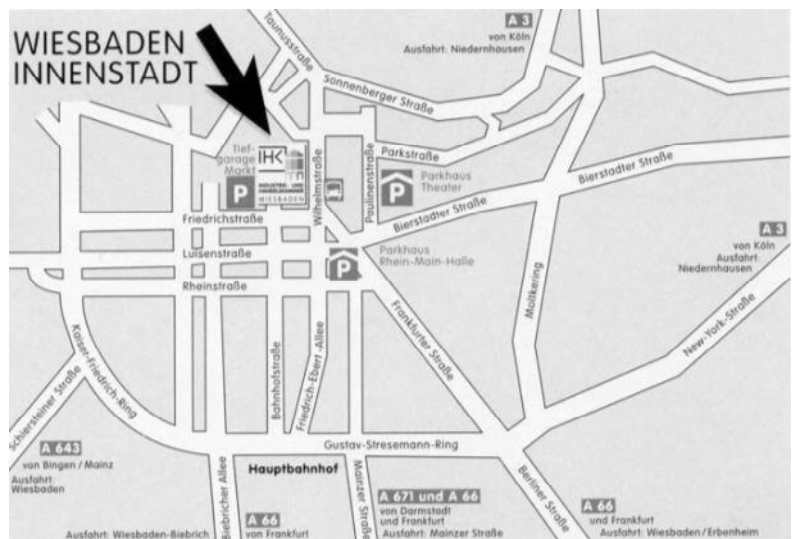 WIESBADEN
INNENSTADT
Taunusstraße
Sonnenberger Straße
A 3
von Köln
Ausfahrt: Niedernhausen
Tief-
garage
Markt
P
IHK
INDUSTRIE- UND
HANDELSKAMMER
WIESBADEN
Wilhelmstraße
Paulinenstraße
Parkstraße
P
Parkhaus
Theater
Bierstadter Straße
Bierstadter Straße
Friedrichstraße
Luisenstraße
Rheinstraße
P
Parkhaus
Rhein-Main-Halle
A 3
von Köln
Ausfahrt:
Niedernhausen
Moltkering
New-York-Straße
Frankfurter Straße
Kaiser-Friedrich-Ring
Bahnhofstraße
Friedrich-Ebert-Allee
Schiersteiner Straße
A 643
von Bingen / Mainz
Ausfahrt
Wiesbaden
Gustav-Stresemann-Ring
Hauptbahnhof
Biebricher Allee
Mainzer Straße
Berliner Straße
A 66
von Frankfurt
Ausfahrt: Wiesbaden-Biebrich
A 671 und A 66
von Darmstadt
und Frankfurt
Ausfahrt: Mainzer Straße
A 66
und Frankfurt
Ausfahrt: Wiesbaden/Erbenheim